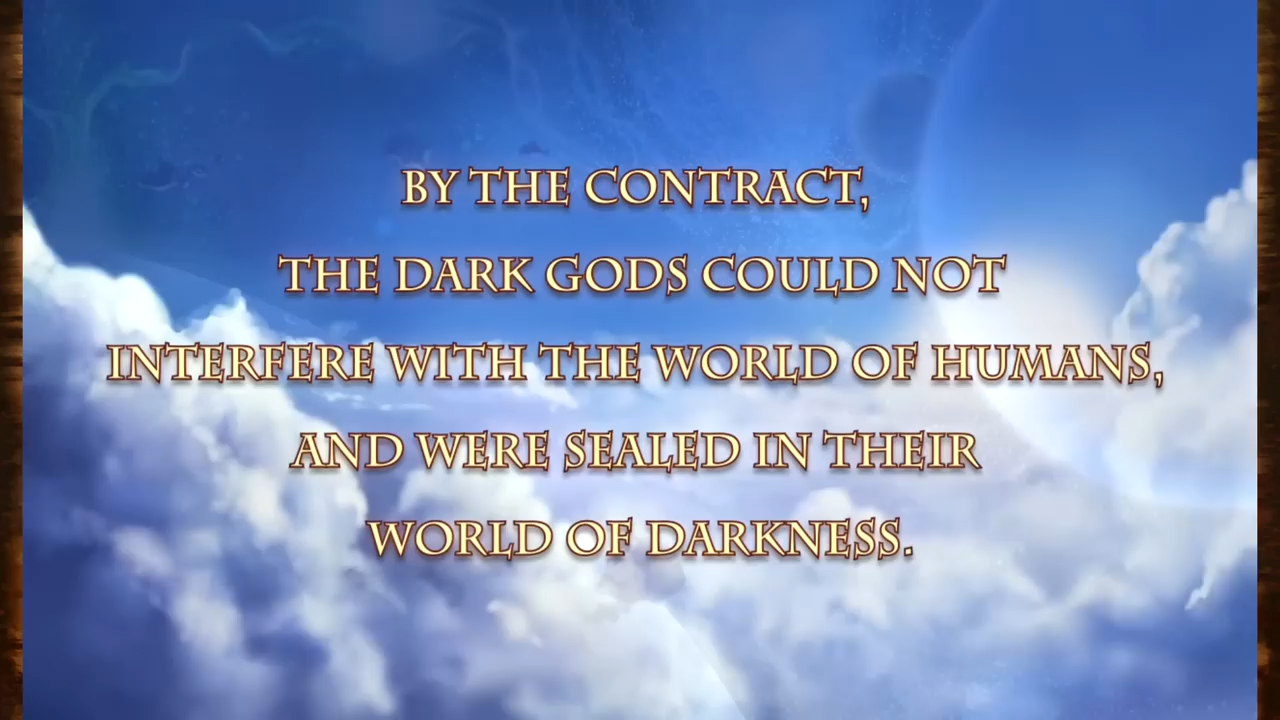 BY THE CONTRACT,
THE DARK GODS COULD NOT
INTERFERE WITH THE WORLD OF HUMANS,
AND WERE SEALED IN THEIR
WORLD OF DARKNESS.